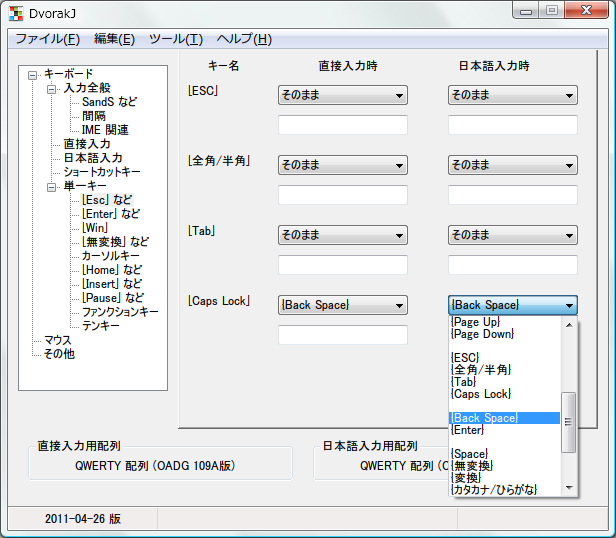 DvorakJ
ファイル(F) 編集(E) ツール(T) ヘルプ(H)
キーボード
入力全般
SandS など
間隔
IME 関連
直接入力
日本語入力
ショートカットキー
単一キー
[Esc] など
[Enter] など
[Win]
[無変換] など
カーソルキー
[Home] など
[Insert] など
[Pause] など
ファンクションキー
テンキー
マウス
その他
キー名 直接入力時 日本語入力時
[ESC] そのまま そのまま
[全角/半角] そのまま そのまま
[Tab] そのまま そのまま
[Caps Lock] {Back Space} {Back Space}
{Page Up}
{Page Down}
{ESC}
{全角/半角}
{Tab}
{Caps Lock}
{Back Space}
{Enter}
{Space}
{無変換}
{変換}
{カタカナ/ひらがな}
直接入力用配列
QWERTY 配列 (OADG 109A版)
日本語入力用配列
QWERTY 配列 (O
2011-04-26 版